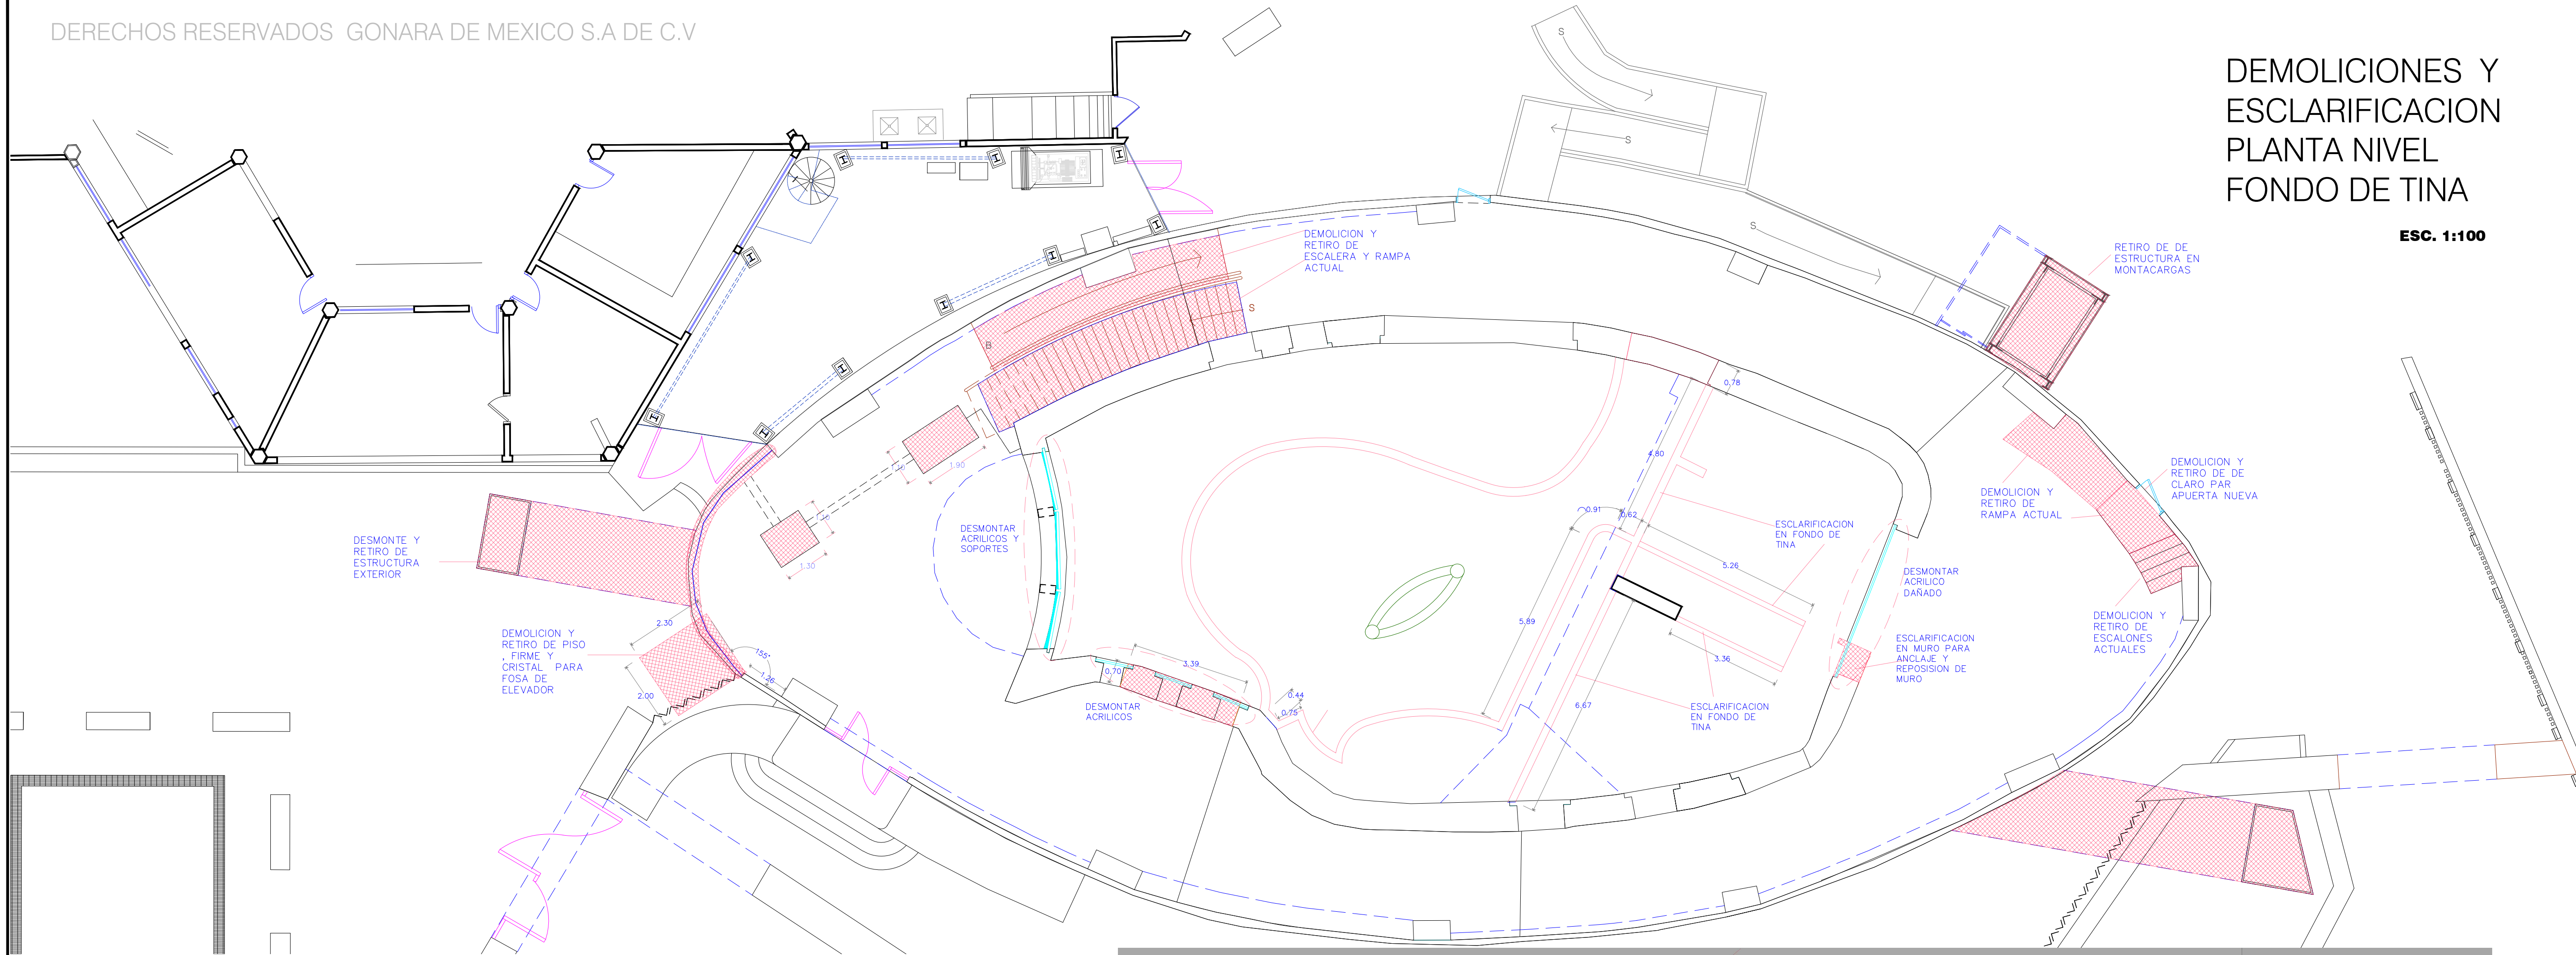 DERECHOS RESERVADOS  GONARA DE MEXICO S.A DE C.V
DEMOLICIONES Y
ESCLARIFICACION
PLANTA NIVEL
FONDO DE TINA
ESC. 1:100
S
S
S
DEMOLICION Y
RETIRO DE
ESCALERA Y RAMPA
ACTUAL
RETIRO DE DE
ESTRUCTURA EN
MONTACARGAS
S
B
0.78
4.80
1.90
1.30
DEMOLICION Y
RETIRO DE DE
CLARO PAR
APUERTA NUEVA
DEMOLICION Y
RETIRO DE
RAMPA ACTUAL
DESMONTAR
ACRILICOS Y
SOPORTES
0.91
0.62
ESCLARIFICACION
EN FONDO DE
TINA
5.26
DESMONTE Y
RETIRO DE
ESTRUCTURA
EXTERIOR
DESMONTAR
ACRILICO
DAÑADO
2.30
5.89
DEMOLICION Y
RETIRO DE
ESCALONES
ACTUALES
DEMOLICION Y
RETIRO DE PISO
, FIRME Y
CRISTAL  PARA
FOSA DE
ELEVADOR
155°
1.26
2.00
ESCLARIFICACION
EN MURO PARA
ANCLAJE Y
REPOSISION DE
MURO
3.36
3.39
0.70
0.44
0.75
6.67
DESMONTAR
ACRILICOS
ESCLARIFICACION
EN FONDO DE
TINA